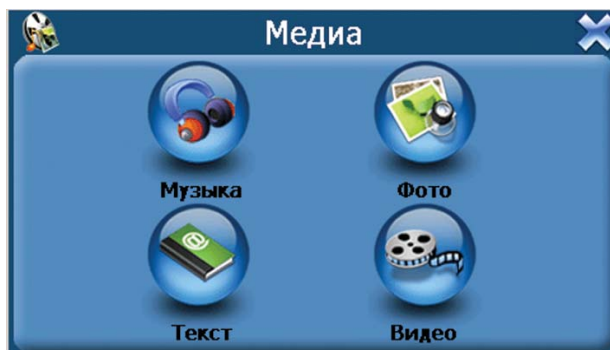 Медиа
Музыка
Фото
Текст
Видео